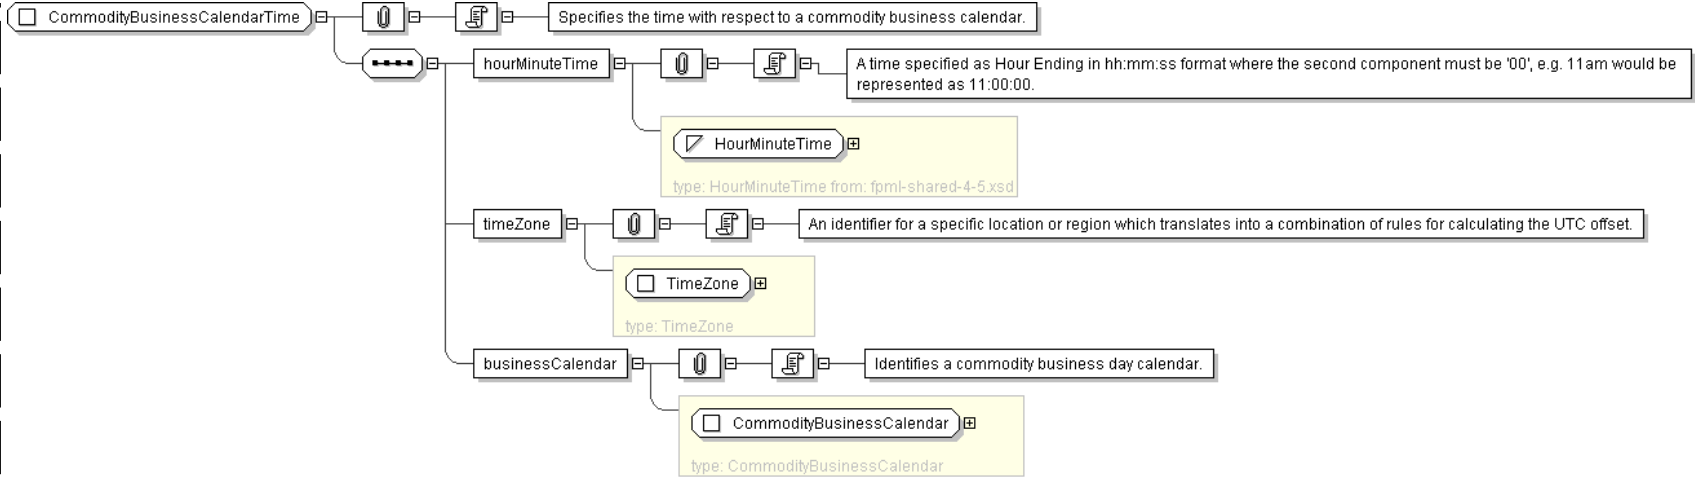 CommodityBusinessCalendarTime
Specifies the time with respect to a commodity business calendar.
hourMinuteTime
A time specified as Hour Ending in hh:mm:ss format where the second component must be '00', e.g. 11am would be
represented as 11:00:00.
HourMinuteTime
type: HourMinuteTime from: fpml-shared-4-5.xsd
timeZone
An identifier for a specific location or region which translates into a combination of rules for calculating the UTC offset.
TimeZone
type: TimeZone
businessCalendar
Identifies a commodity business day calendar.
CommodityBusinessCalendar
type: CommodityBusinessCalendar